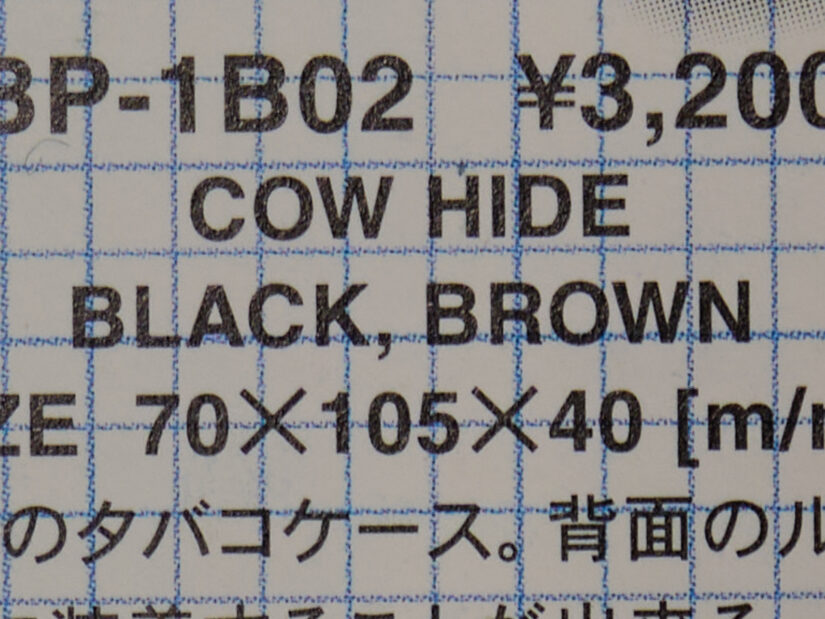 BP-1B02 ¥3,200
COW HIDE
BLACK, BROWN
ZE 70×105×40 [m/
のタバコケース。背面のル